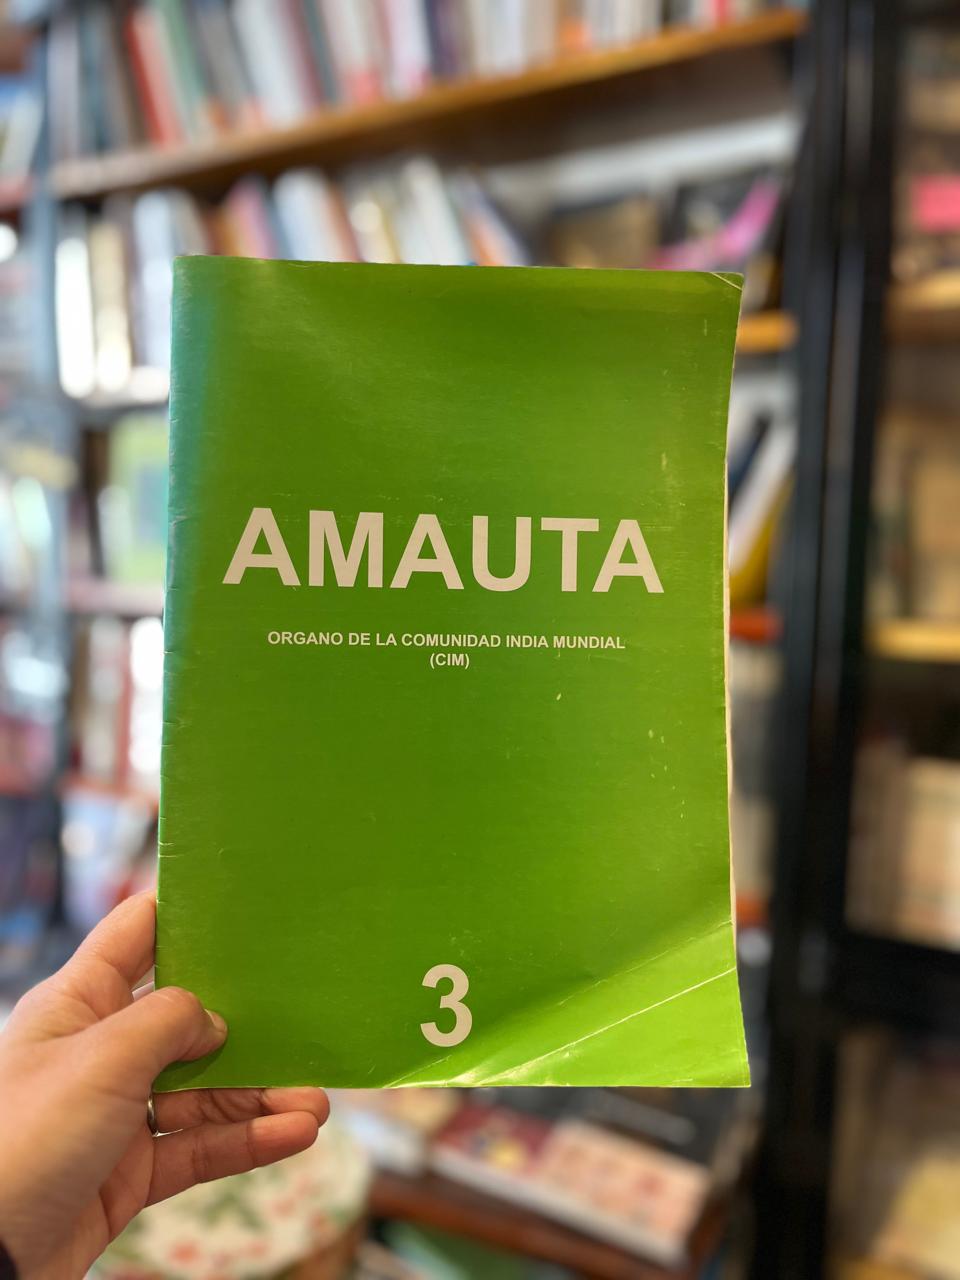 AMAUTA
ORGANO DE LA COMUNIDAD INDIA MUNDIAL
(CIM)
3